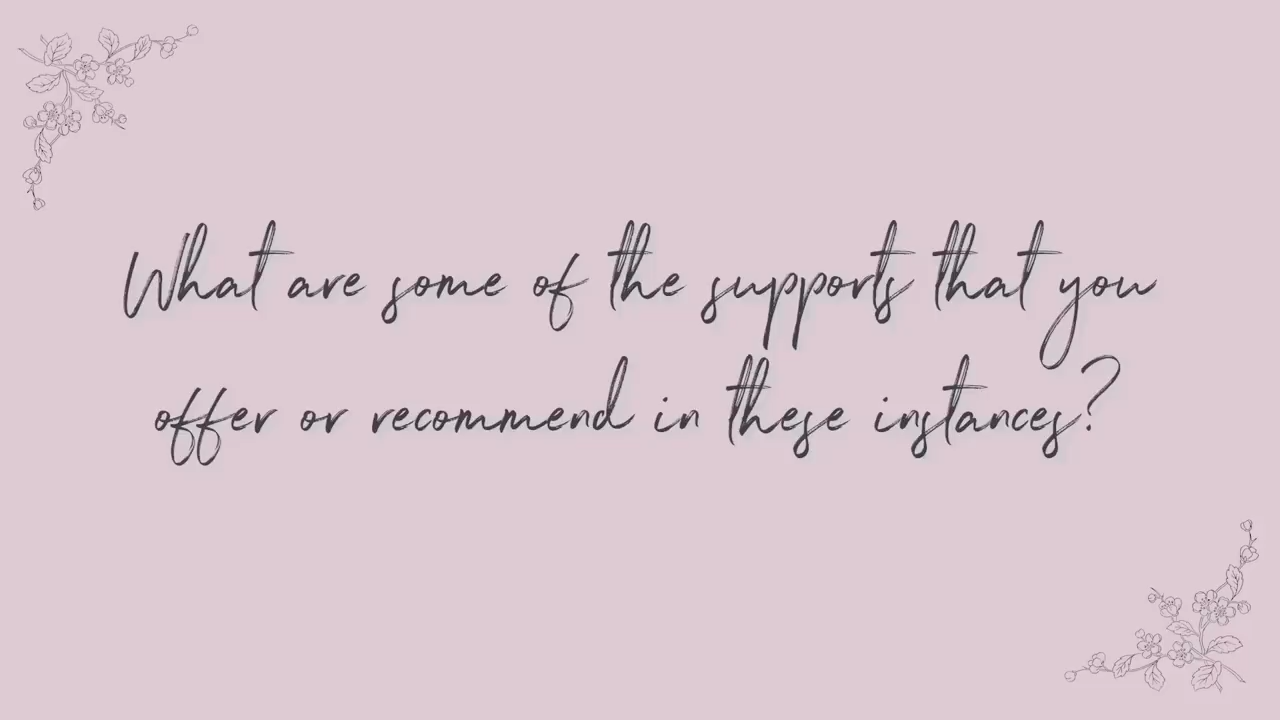 What are some of the supports that you
offer or recommend in these instances?